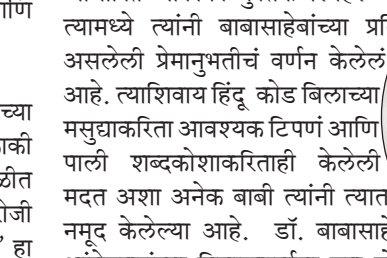 णि
त्यामध्ये त्यांनी बाबासाहेबांच्या
असलेली प्रेमानुभतीचं वर्णन केलेलं
आहे. त्याशिवाय हिंदू कोड बिलाच्या
मसुद्याकरिता आवश्यक टिपणं आणि
पाली शब्दकोशाकरिताही केलेली
मदत अशा अनेक बाबी त्यांनी त्यात
नमूद केलेल्या आहे. डॉ.
च्या
की
ळीत
जी
हा